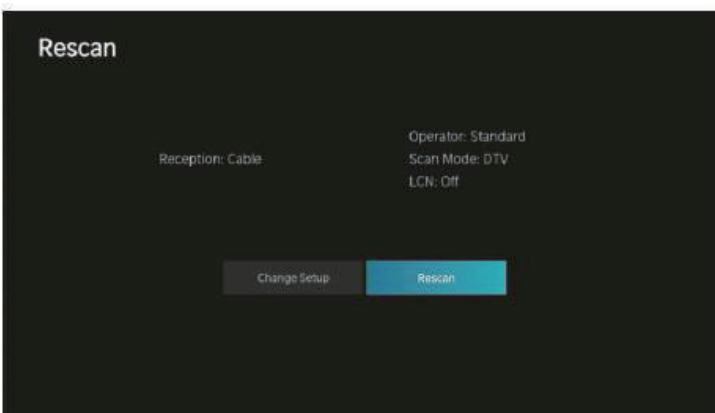 Rescan
Reception: Cable
Operator: Standard
Scan Mode: DTV
LCN: Off
Change Setup
Rescan